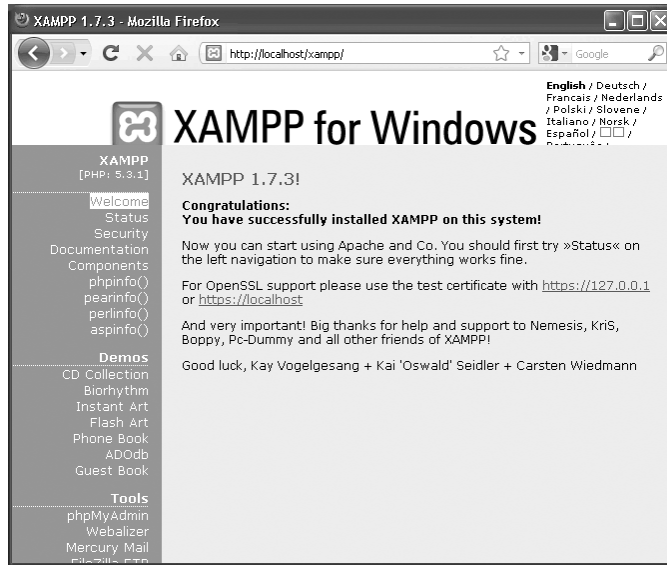 XAMPP 1.7.3 - Mozilla Firefox
http://localhost/xampp/
Google
XAMPP for Windows
English / Deutsch /
Francais / Nederlands
/ Polski / Slovene /
Italiano / Norsk /
Español / □□ /
Português /
XAMPP
[PHP: 5.3.1]
Welcome
Status
Security
Documentation
Components
phpinfo()
pearinfo()
perlinfo()
aspinfo()
Demos
CD Collection
Biorhythm
Instant Art
Flash Art
Phone Book
ADOdb
Guest Book
Tools
phpMyAdmin
Webalizer
Mercury Mail
FileZilla FTP
XAMPP 1.7.3!
Congratulations:
You have successfully installed XAMPP on this system!
Now you can start using Apache and Co. You should first try »Status« on
the left navigation to make sure everything works fine.
For OpenSSL support please use the test certificate with https://127.0.0.1
or https://localhost
And very important! Big thanks for help and support to Nemesis, KriS,
Boppy, Pc-Dummy and all other friends of XAMPP!
Good luck, Kay Vogelgesang + Kai 'Oswald' Seidler + Carsten Wiedmann